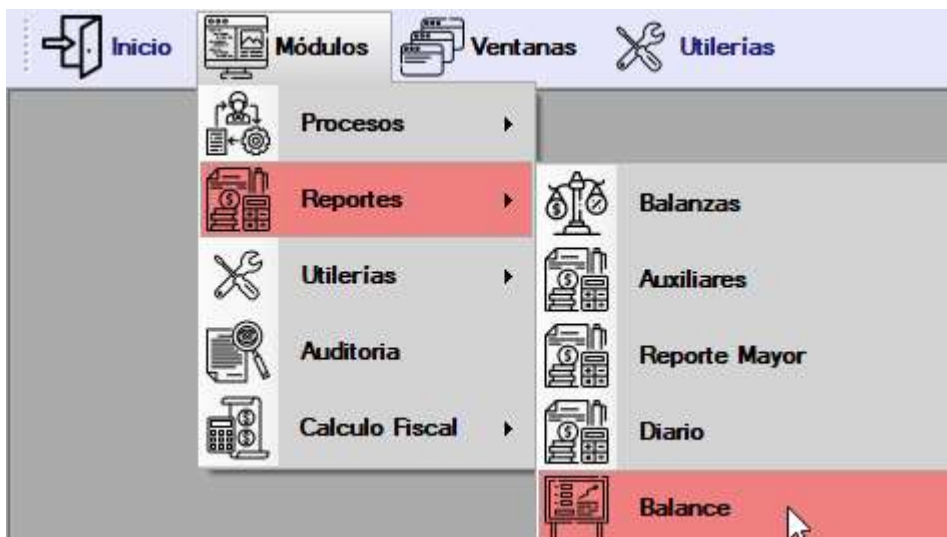 Inicio Módulos Ventanas Utilerías
Procesos
Reportes
Balanzas
Utilerías
Auxiliares
Auditoria
Reporte Mayor
Calculo Fiscal
Diario
Balance